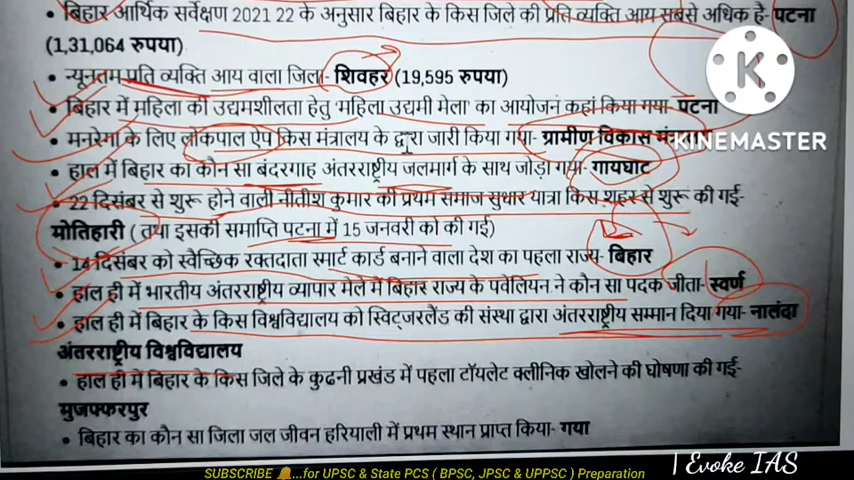 • बिहार आर्थिक सर्वेक्षण 2021 22 के अनुसार बिहार के किस जिले की प्रति व्यक्ति आय सबसे अधिक है- पटना
(1,31,064 रुपया)
• न्यूनतम प्रति व्यक्ति आय वाला जिला- शिवहर (19,595 रुपया)
• बिहार में महिला की उद्यमशीलता हेतु 'महिला उद्यमी मेला' का आयोजन कहां किया गया- पटना
• मनरेगा के लिए लोकपाल ऐप किस मंत्रालय के द्वारा जारी किया गया- ग्रामीण विकास
• हाल में बिहार का कौन सा बंदरगाह अंतरराष्ट्रीय जलमार्ग के साथ जोड़ा गया- गायघाट
• 22 दिसंबर से शुरू होने वाली नीतीश कुमार की प्रथम समाज सुधार यात्रा किस शहर से शुरू की गई-
मोतिहारी ( तथा इसकी समाप्ति पटना में 15 जनवरी को की गई)
• 14 दिसंबर को स्वैच्छिक रक्तदाता स्मार्ट कार्ड बनाने वाला देश का पहला राज्य- बिहार
• हाल ही में भारतीय अंतरराष्ट्रीय व्यापार मेले में बिहार राज्य के पवेलियन ने कौन सा पदक जीता- स्वर्ण
• हाल ही में बिहार के किस विश्वविद्यालय को स्विट्जरलैंड की संस्था द्वारा अंतरराष्ट्रीय सम्मान दिया गया- नालंदा
अंतरराष्ट्रीय विश्वविद्यालय
• हाल ही में बिहार के किस जिले के कुढनी प्रखंड में पहला टॉयलेट क्लीनिक खोलने की घोषणा की गई-
मुजफ्फरपुर
• बिहार का कौन सा जिला जल जीवन हरियाली में प्रथम स्थान प्राप्त किया- गया
K
KINEMASTER
I Evoke IAS
SUBSCRIBE 🔔...for UPSC & State PCS ( BPSC, JPSC & UPPSC ) Preparation